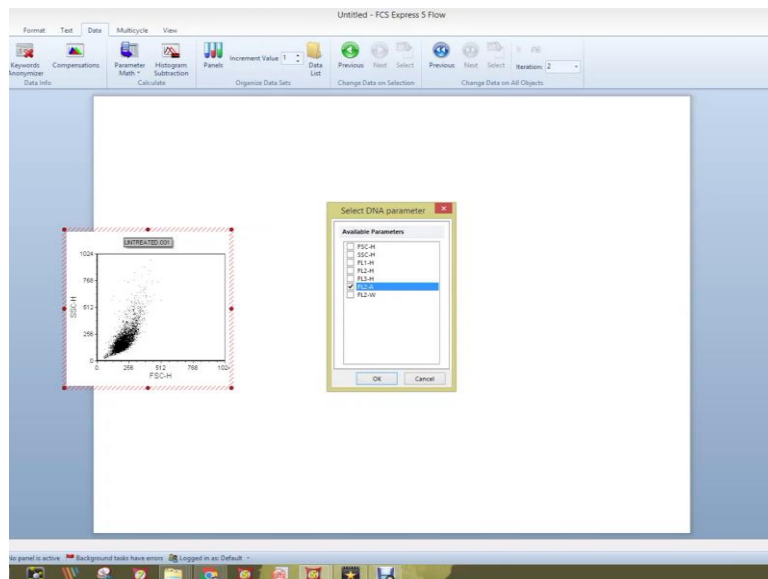 Untitled - FCS Express 5 Flow
Format Text Data Multicycle View
Keywords Compensations Parameter Histogram Panels Increment Value 1 Data Previous Next Select Previous Next Select Iteration: 2
Anonymizer Math Subtraction List
Data Info Calculate Organize Data Sets Change Data on Selection Change Data on All Objects
Select DNA parameter
Available Parameters
FSC-H
SSC-H
FL1-H
FL2-H
FL3-H
FL2-A
FL2-W
OK Cancel
UNTREATED.001
1024
768
512
256
0
SSC-H
0 256 512 768 102
FSC-H
No panel is active Background tasks have errors Logged in as: Default